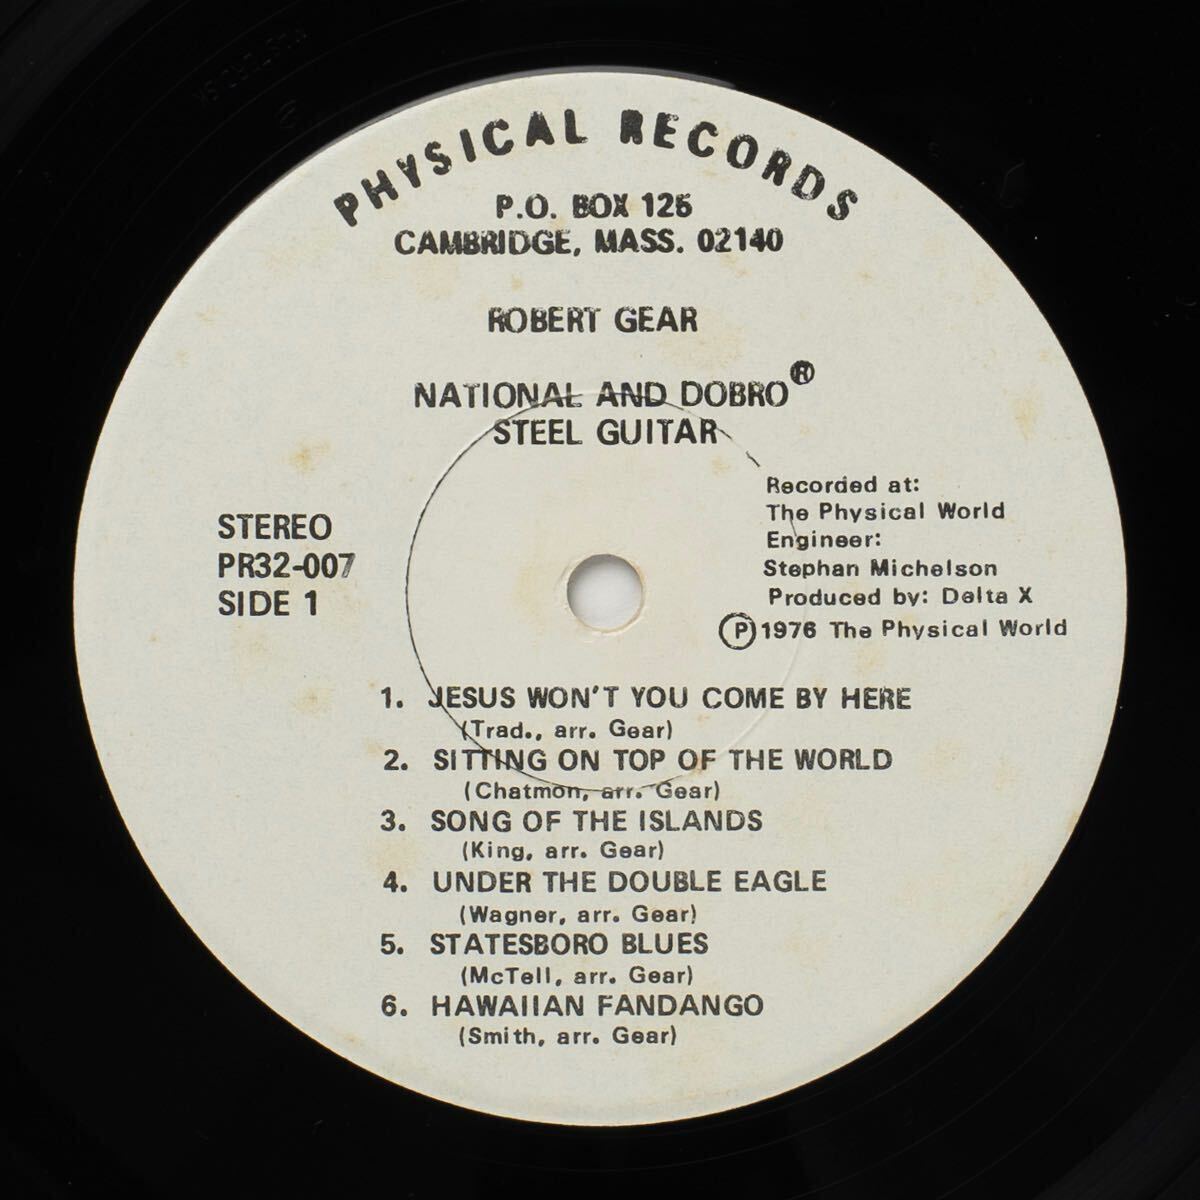 PHYSICAL RECORDS
P.O. BOX 125
CAMBRIDGE, MASS. 02140
ROBERT GEAR
NATIONAL AND DOBRO®
STEEL GUITAR
STEREO
PR32-007
SIDE 1
Recorded at:
The Physical World
Engineer:
Stephan Michelson
Produced by: Delta X
Ⓟ 1976 The Physical World
1. JESUS WON'T YOU COME BY HERE
(Trad., arr. Gear)
2. SITTING ON TOP OF THE WORLD
(Chatmon, arr. Gear)
3. SONG OF THE ISLANDS
(King, arr. Gear)
4. UNDER THE DOUBLE EAGLE
(Wagner, arr. Gear)
5. STATESBORO BLUES
(McTell, arr. Gear)
6. HAWAIIAN FANDANGO
(Smith, arr. Gear)